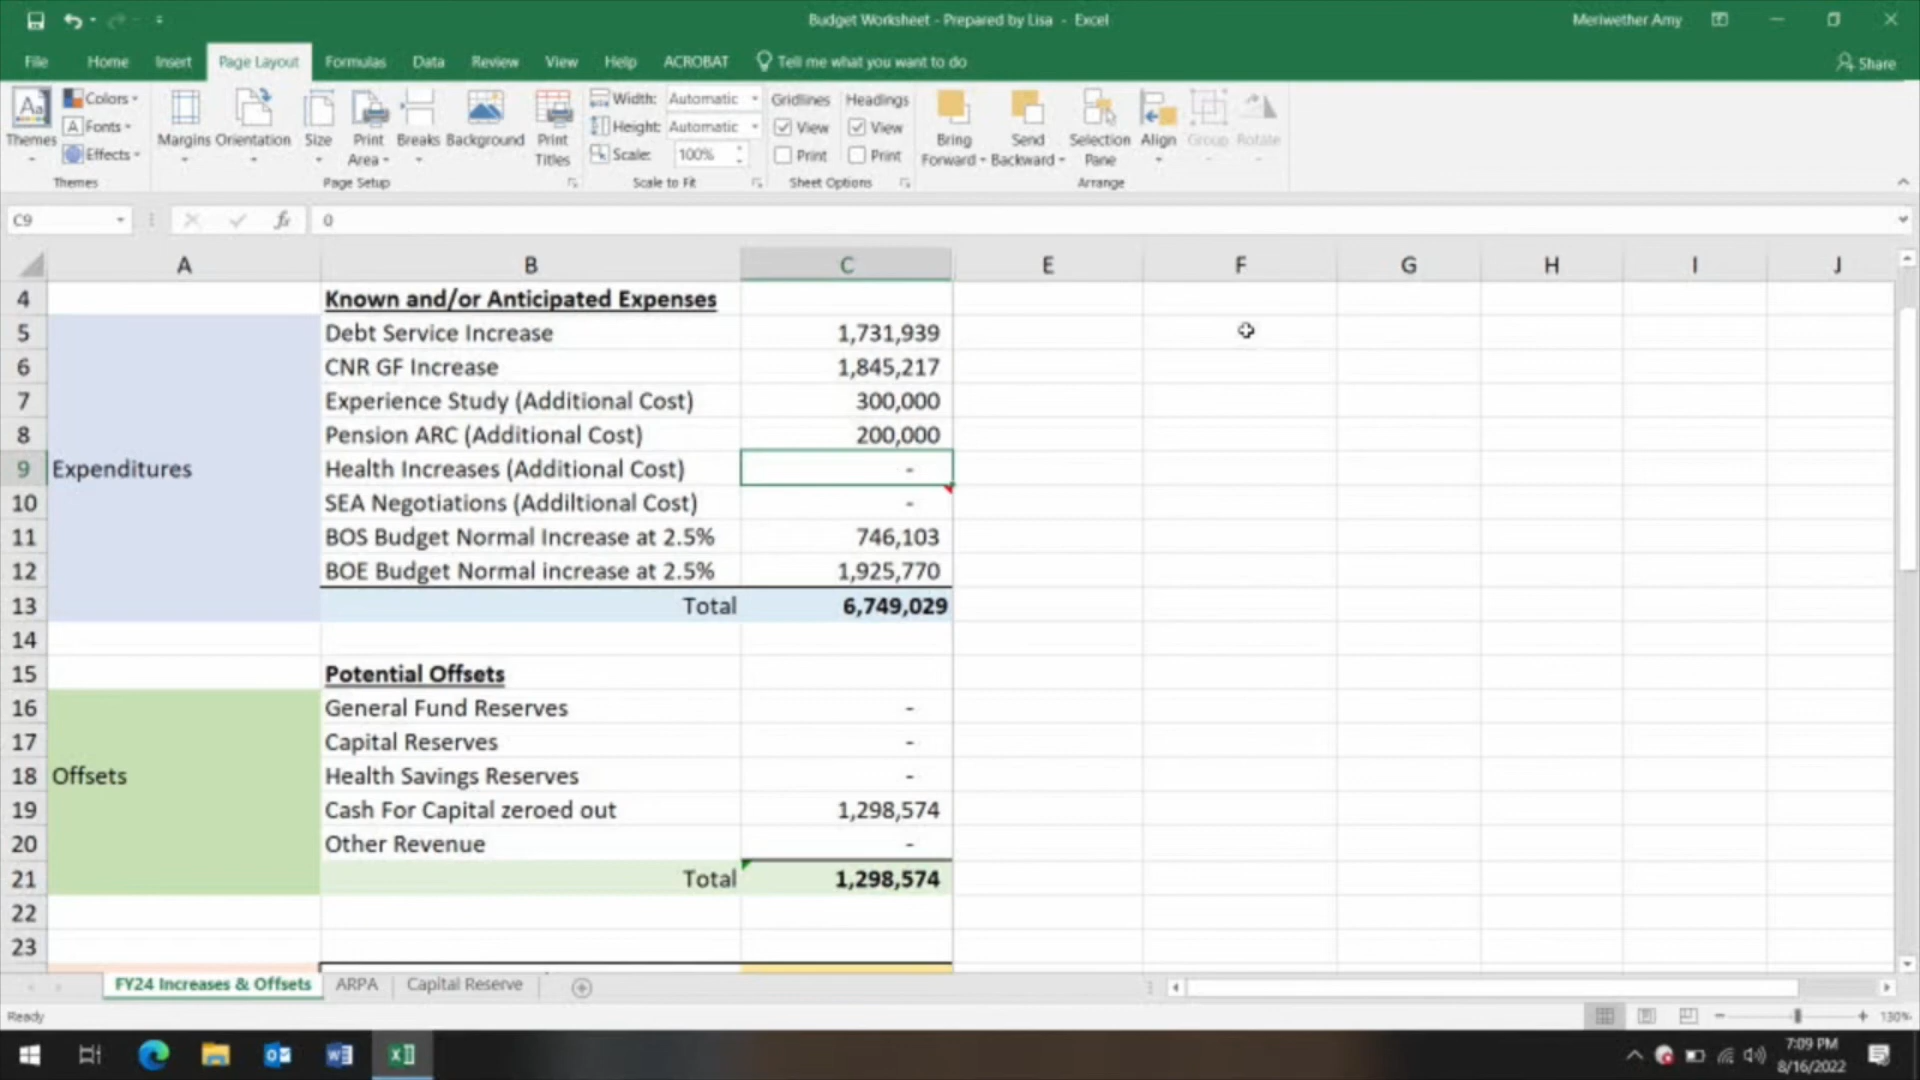 Budget Worksheet - Prepared by Lisa - Excel
Meriwether Amy
File Home Insert Page Layout Formulas Data Review View Help ACROBAT Tell me what you want to do
Share
Aa Themes
Colors
Fonts
Effects
Themes
Margins Orientation Size Print Area Breaks Background Print Titles
Page Setup
Width: Automatic
Height: Automatic
Scale: 100%
Scale to Fit
Gridlines Headings
View View
Print Print
Sheet Options
Bring Forward Send Backward Selection Pane Align Group Rotate
Arrange
C9 fx 0
A B C E F G H I J
4 Known and/or Anticipated Expenses
5 Debt Service Increase 1,731,939
6 CNR GF Increase 1,845,217
7 Experience Study (Additional Cost) 300,000
8 Pension ARC (Additional Cost) 200,000
9 Expenditures Health Increases (Additional Cost) -
10 SEA Negotiations (Addiltional Cost) -
11 BOS Budget Normal Increase at 2.5% 746,103
12 BOE Budget Normal increase at 2.5% 1,925,770
13 Total 6,749,029
14
15 Potential Offsets
16 General Fund Reserves -
17 Capital Reserves -
18 Offsets Health Savings Reserves -
19 Cash For Capital zeroed out 1,298,574
20 Other Revenue -
21 Total 1,298,574
22
23
FY24 Increases & Offsets ARPA Capital Reserve
Ready
130%
7:09 PM
8/16/2022